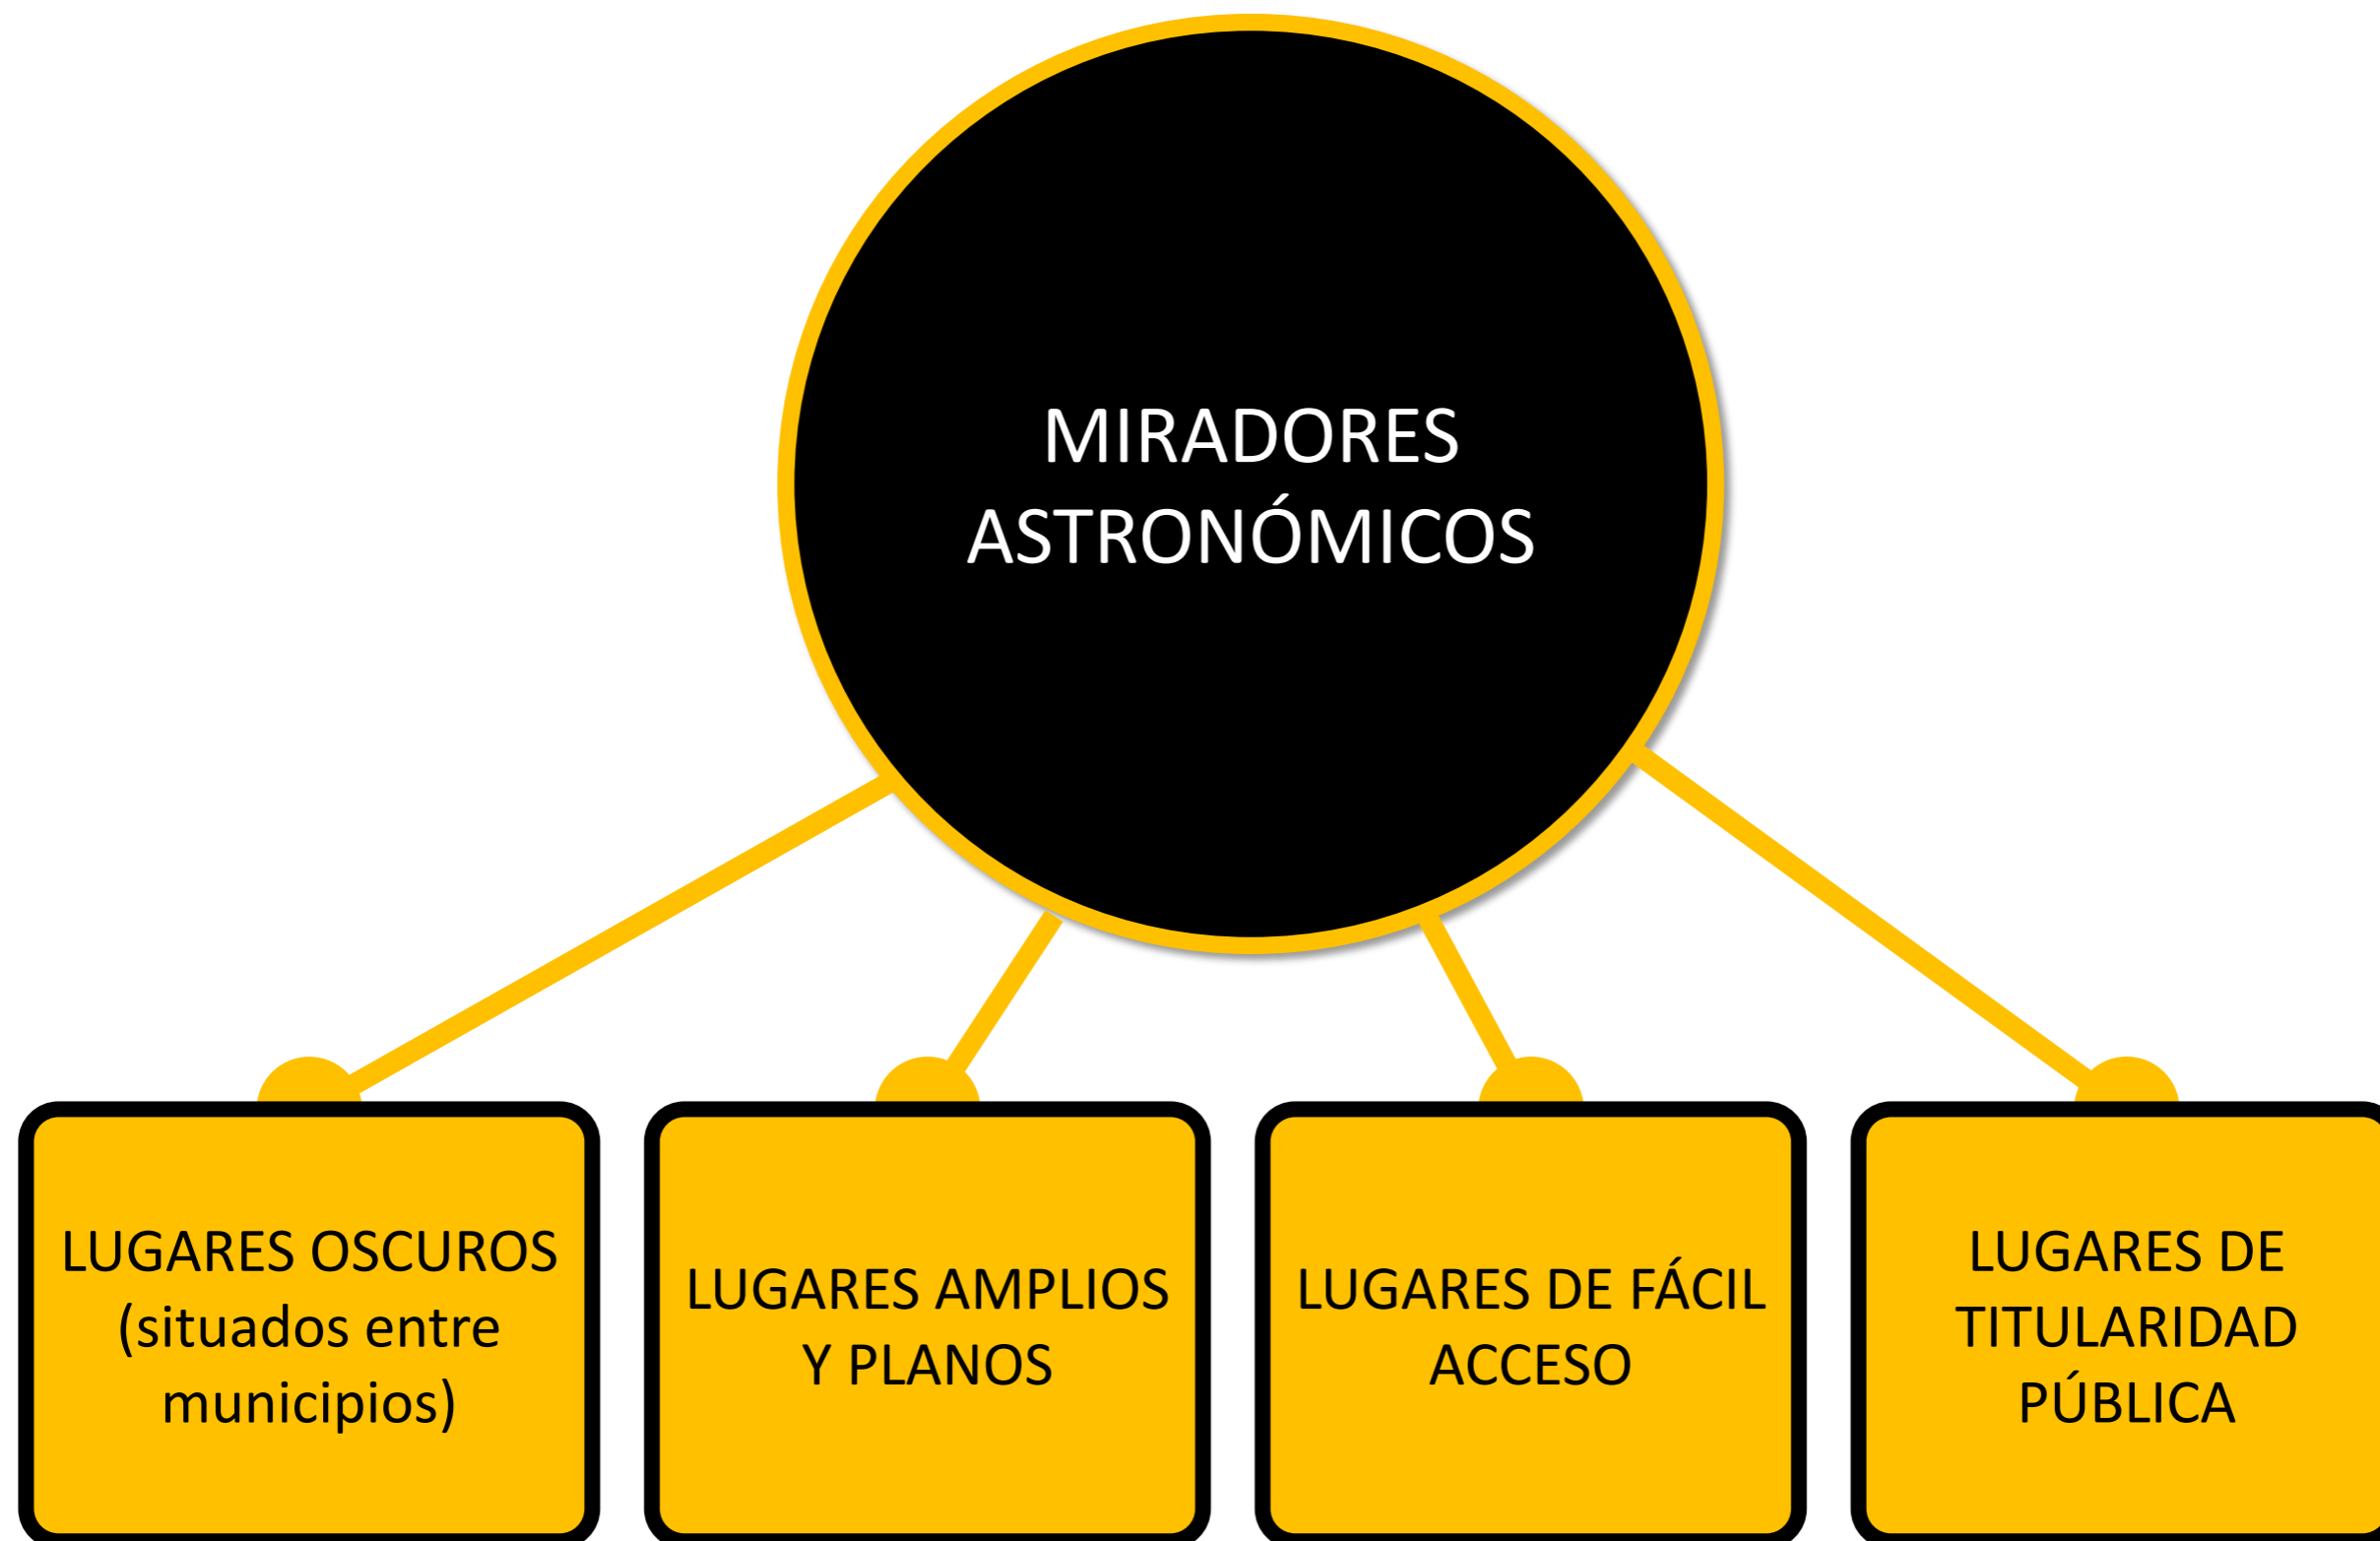 MIRADORES
ASTRONÓMICOS
LUGARES OSCUROS
(situados entre
municipios)
LUGARES AMPLIOS
Y PLANOS
LUGARES DE FÁCIL
ACCESO
LUGARES DE
TITULARIDAD
PÚBLICA